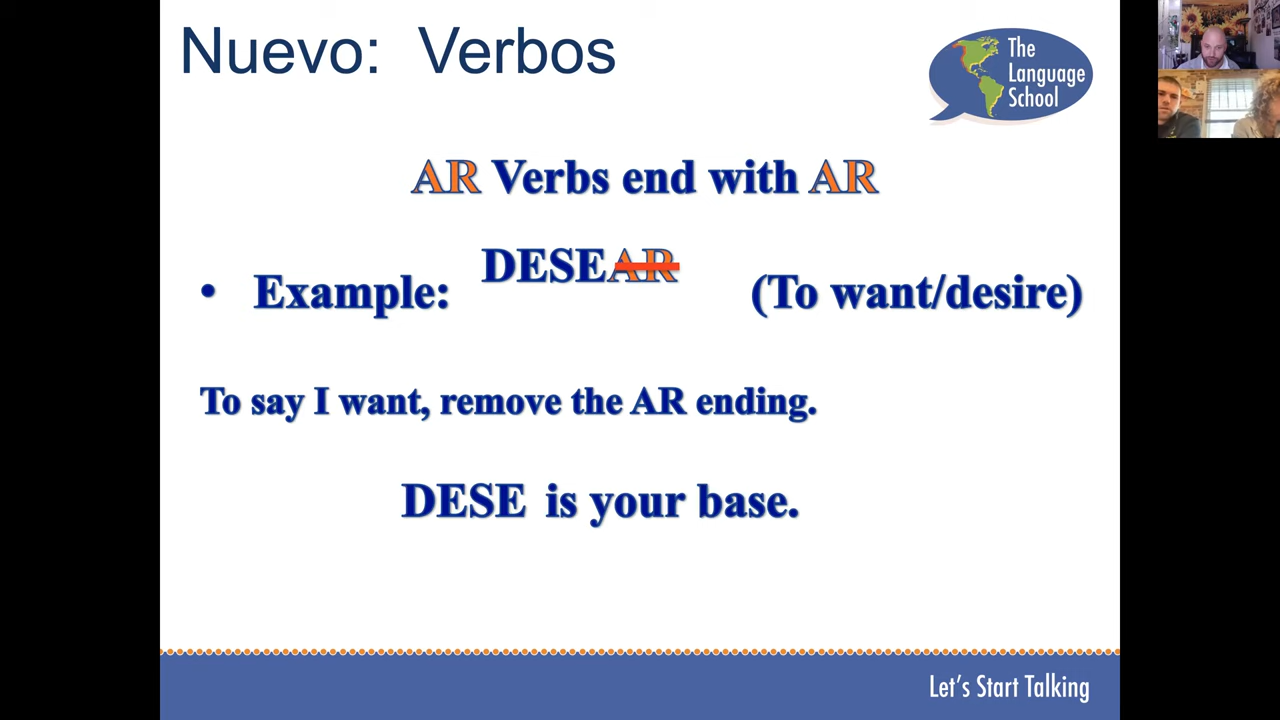 Nuevo: Verbos
The
Language
School
AR Verbs end with AR
• Example: DESEAR (To want/desire)
To say I want, remove the AR ending.
DESE is your base.
Let's Start Talking